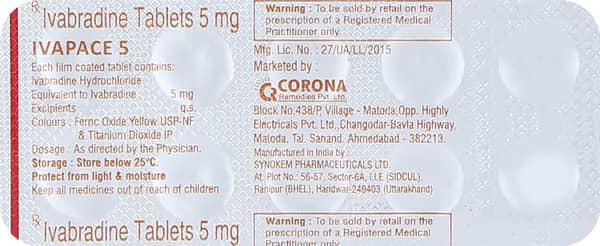 Rx Ivabradine Tablets 5 mg
IVAPACE 5
Each film coated tablet contains:
Ivabradine Hydrochloride
Equivalent to Ivabradine 5 mg
Excipients q.s.
Colours : Ferric Oxide Yellow USP-NF
& Titanium Dioxide IP
Dosage : As directed by the Physician.
Storage : Store below 25°C.
Protect from light & moisture
Keep all medicines out of reach of children
Rx Ivabradine Tablets 5 mg
Warning : To be sold by retail on the
prescription of a Registered Medical
Practitioner only.
Mfg. Lic. No. : 27/UA/LL/2015
Marketed by :
CORONA
Remedies Pvt. Ltd.
Block No.438/P, Village - Matoda,Opp. Highly
Electricals Pvt. Ltd.,Changodar-Bavla Highway,
Matoda, Tal. Sanand. Ahmedabad - 382213.
Manufactured in India by :
SYNOKEM PHARMACEUTICALS LTD.
At. Plot No.: 56-57, Sector-6A, I.I.E (SIDCUL),
Ranipur (BHEL), Haridwar-249403 (Uttarakhand)
Warning : To be sold by retail on the
prescription of a Registered Medical
Practitioner only.